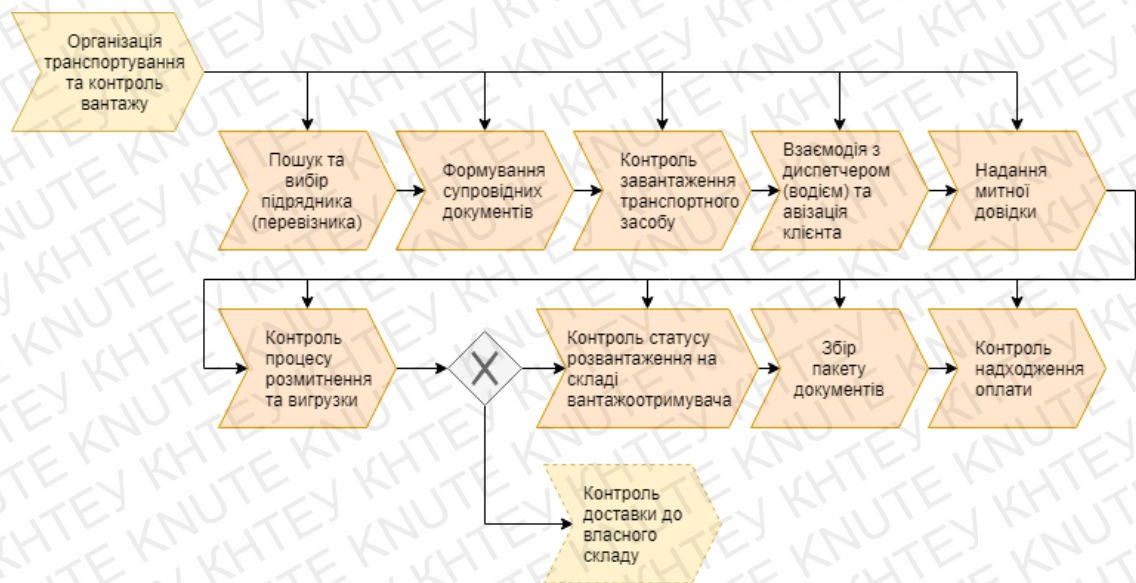 Організація
транспортування
та контроль
вантажу
Пошук та
вибір
підрядника
(перевізника)
Формування
супровідних
документів
Контроль
завантаження
транспортного
засобу
Взаємодія з
диспетчером
(водієм) та
авізація
клієнта
Надання
митної
довідки
Контроль
процесу
розмитнення
та вигрузки
X
Контроль статусу
розвантаження на
складі
вантажоотримувача
Збір
пакету
документів
Контроль
надходження
оплати
Контроль
доставки до
власного
складу
КНТЕУ KNUTE